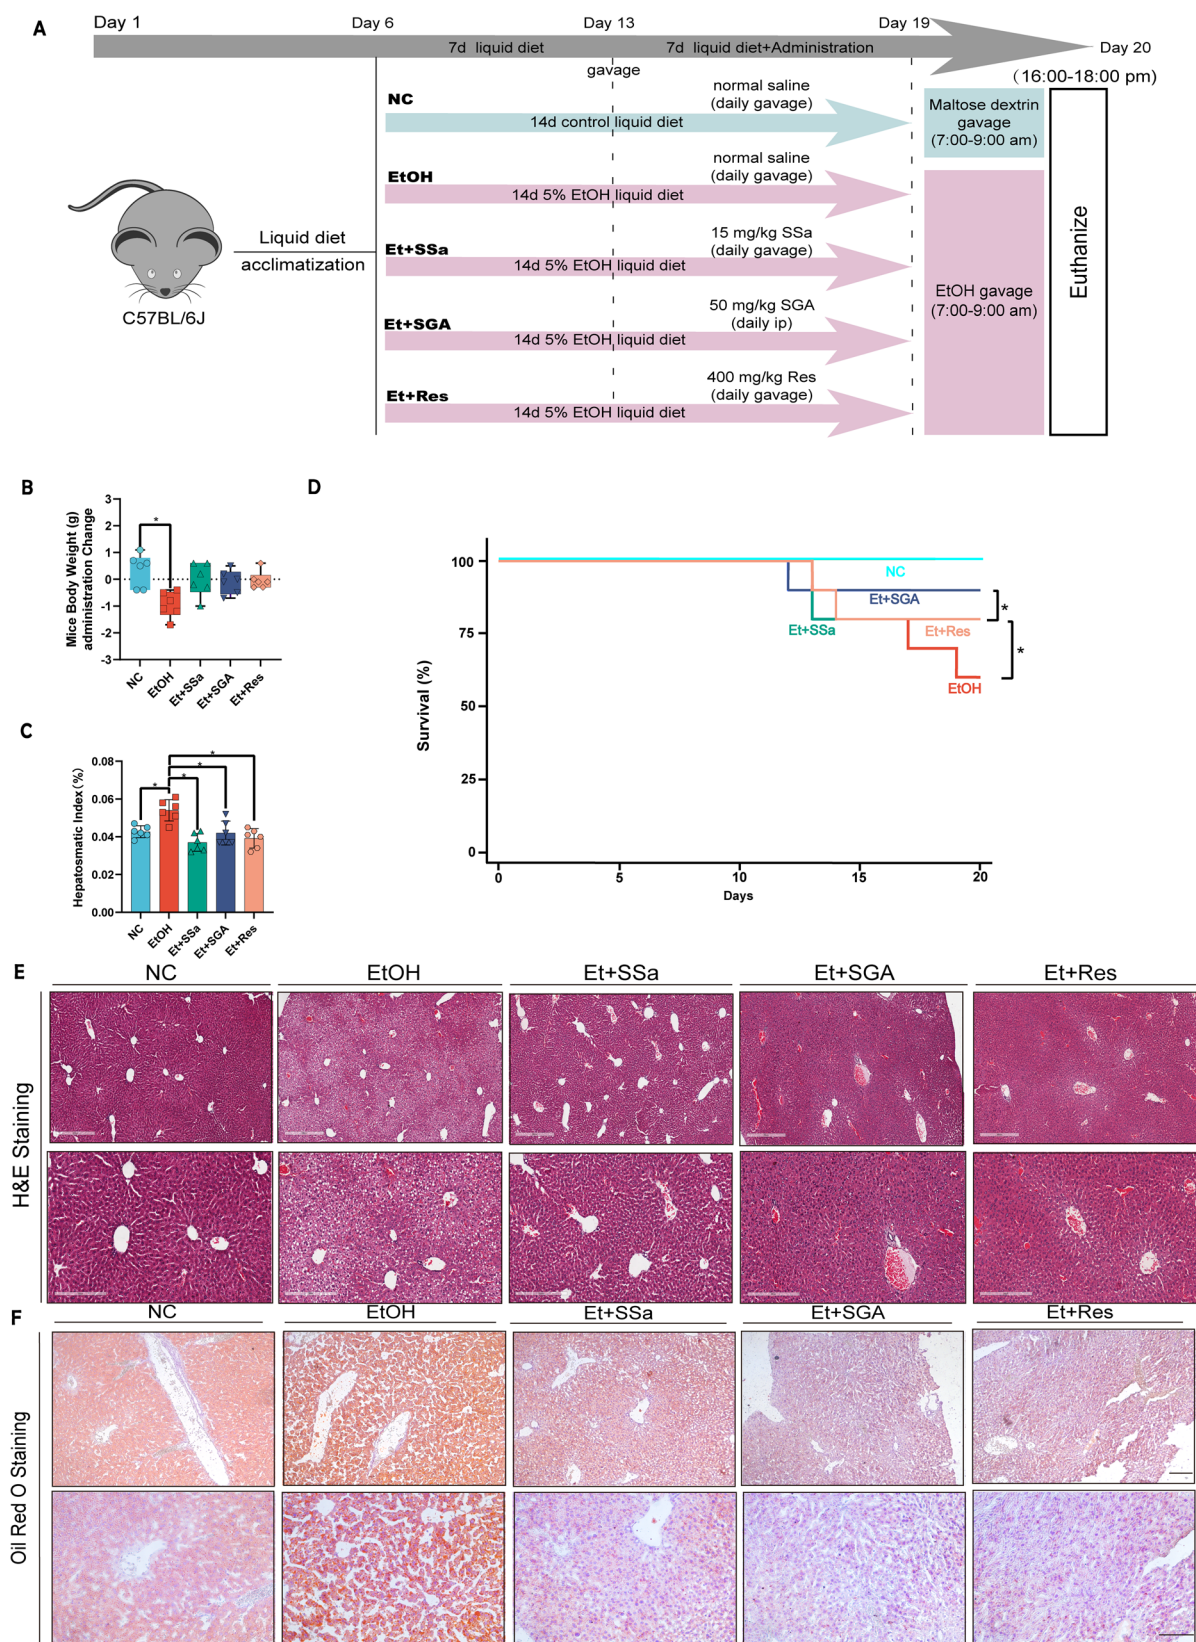 A
Day 1
Day 6
Day 13
Day 19
7d liquid diet
7d liquid diet+Administration
Day 20
(16:00-18:00 pm)
gavage
NC
normal saline
(daily gavage)
14d control liquid diet
Maltose dextrin
gavage
(7:00-9:00 am)
EtOH
normal saline
(daily gavage)
14d 5% EtOH liquid diet
Liquid diet
acclimatization
C57BL/6J
Et+SSa
15 mg/kg SSa
(daily gavage)
14d 5% EtOH liquid diet
Et+SGA
50 mg/kg SGA
(daily ip)
14d 5% EtOH liquid diet
Et+Res
400 mg/kg Res
(daily gavage)
14d 5% EtOH liquid diet
EtOH gavage
(7:00-9:00 am)
Euthanize
B
Mice Body Weight (g)
administration Change
3
2
1
0
-1
-2
-3
*
NC
EtOH
Et+SSa
Et+SGA
Et+Res
C
Hepatosmatic Index(%)
0.08
0.06
0.04
0.02
0.00
*
*
*
*
NC
EtOH
Et+SSa
Et+SGA
Et+Res
D
Survival (%)
100
75
50
25
0
NC
Et+SGA
Et+SSa
Et+Res
EtOH
*
*
0
5
10
15
20
Days
E
NC
EtOH
Et+SSa
Et+SGA
Et+Res
H&E Staining
F
NC
EtOH
Et+SSa
Et+SGA
Et+Res
Oil Red O Staining